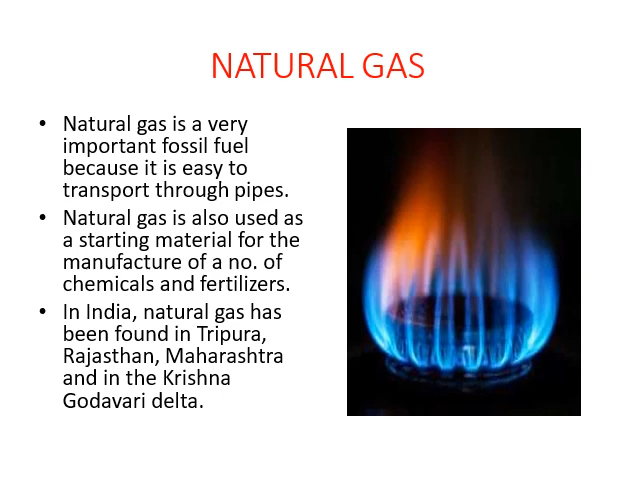 NATURAL GAS
• Natural gas is a very
important fossil fuel
because it is easy to
transport through pipes.
• Natural gas is also used as
a starting material for the
manufacture of a no. of
chemicals and fertilizers.
• In India, natural gas has
been found in Tripura,
Rajasthan, Maharashtra
and in the Krishna
Godavari delta.